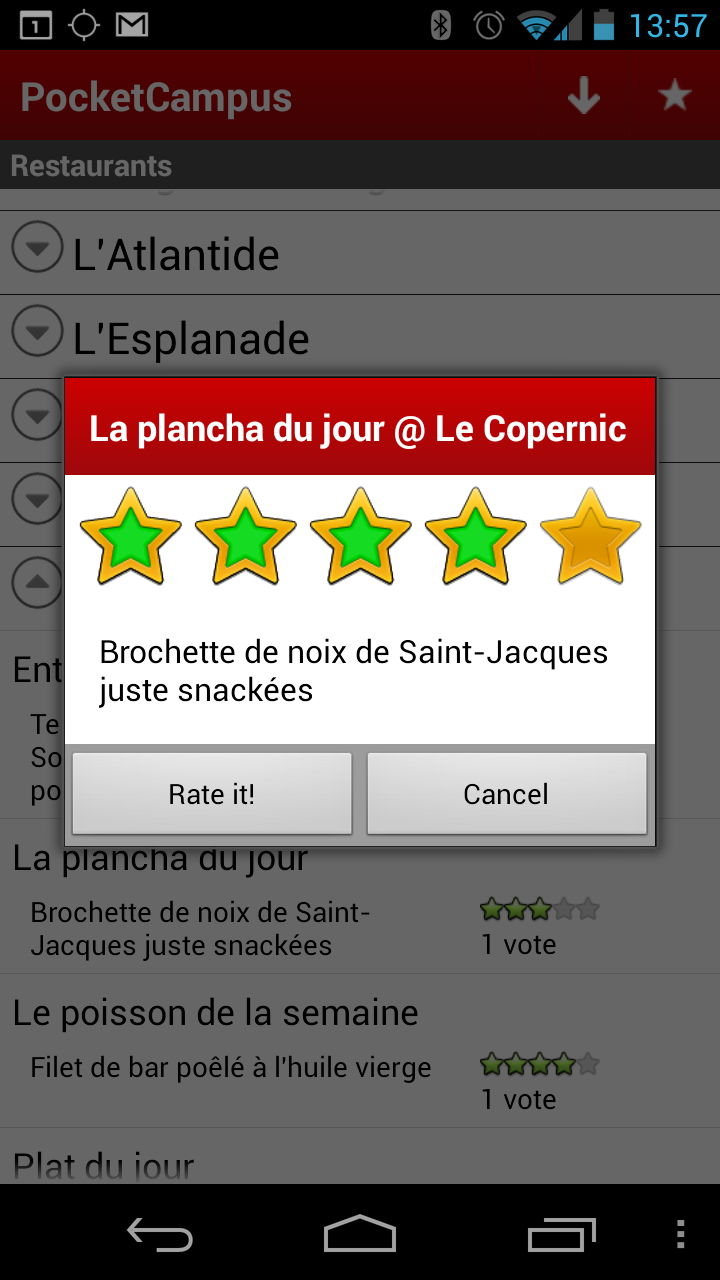 1
13:57
PocketCampus
Restaurants
L'Atlantide
L'Esplanade
La plancha du jour @ Le Copernic
Brochette de noix de Saint-Jacques
juste snackées
Rate it!
Cancel
Ent
Te
So
po
La plancha du jour
Brochette de noix de Saint-
Jacques juste snackées
1 vote
Le poisson de la semaine
Filet de bar poêlé à l'huile vierge
1 vote
Plat du jour